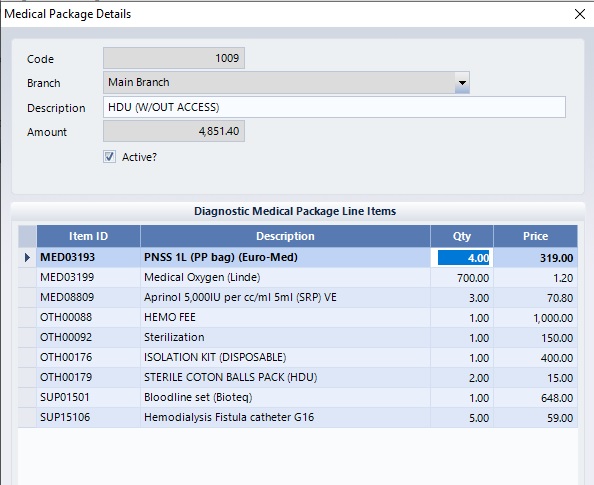 Medical Package Details
Code 1009
Branch Main Branch
Description HDU (W/OUT ACCESS)
Amount 4,851.40
Active?
Diagnostic Medical Package Line Items
Item ID Description Qty Price
MED03193 PNSS 1L (PP bag) (Euro-Med) 4.00 319.00
MED03199 Medical Oxygen (Linde) 700.00 1.20
MED08809 Aprinol 5,000IU per cc/ml 5ml (SRP) VE 3.00 70.80
OTH00088 HEMO FEE 1.00 1,000.00
OTH00092 Sterilization 1.00 150.00
OTH00176 ISOLATION KIT (DISPOSABLE) 1.00 400.00
OTH00179 STERILE COTON BALLS PACK (HDU) 2.00 15.00
SUP01501 Bloodline set (Bioteq) 1.00 648.00
SUP15106 Hemodialysis Fistula catheter G16 5.00 59.00